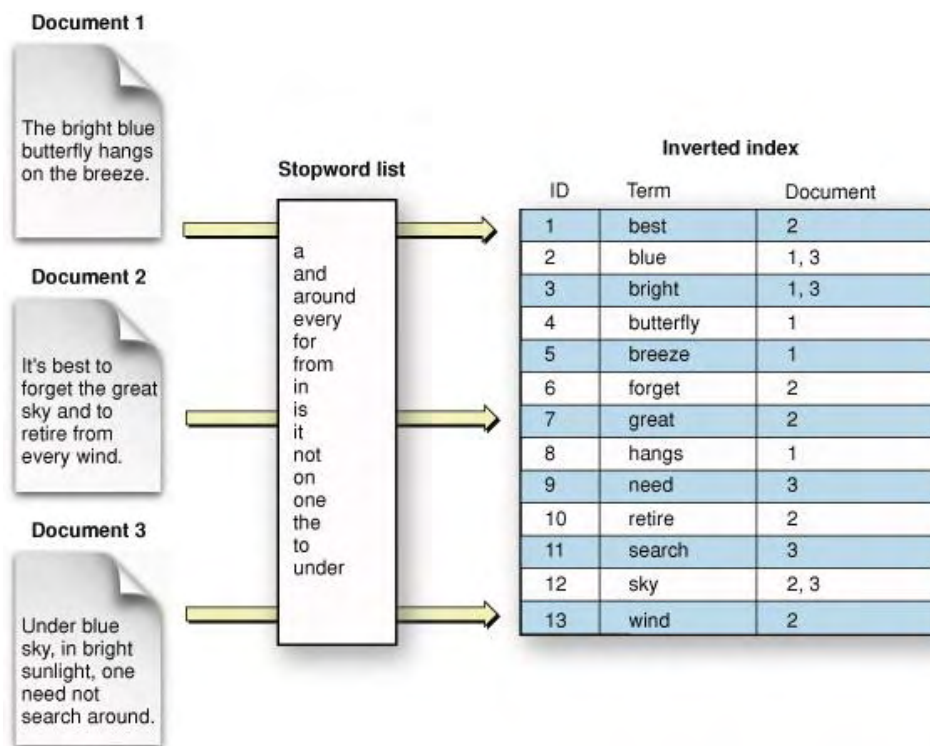 Document 1
The bright blue
butterfly hangs
on the breeze.
Document 2
It's best to
forget the great
sky and to
retire from
every wind.
Document 3
Under blue
sky, in bright
sunlight, one
need not
search around.
Stopword list
a
and
around
every
for
from
in
is
it
not
on
one
the
to
under
Inverted index
ID Term Document
1 best 2
2 blue 1, 3
3 bright 1, 3
4 butterfly 1
5 breeze 1
6 forget 2
7 great 2
8 hangs 1
9 need 3
10 retire 2
11 search 3
12 sky 2, 3
13 wind 2